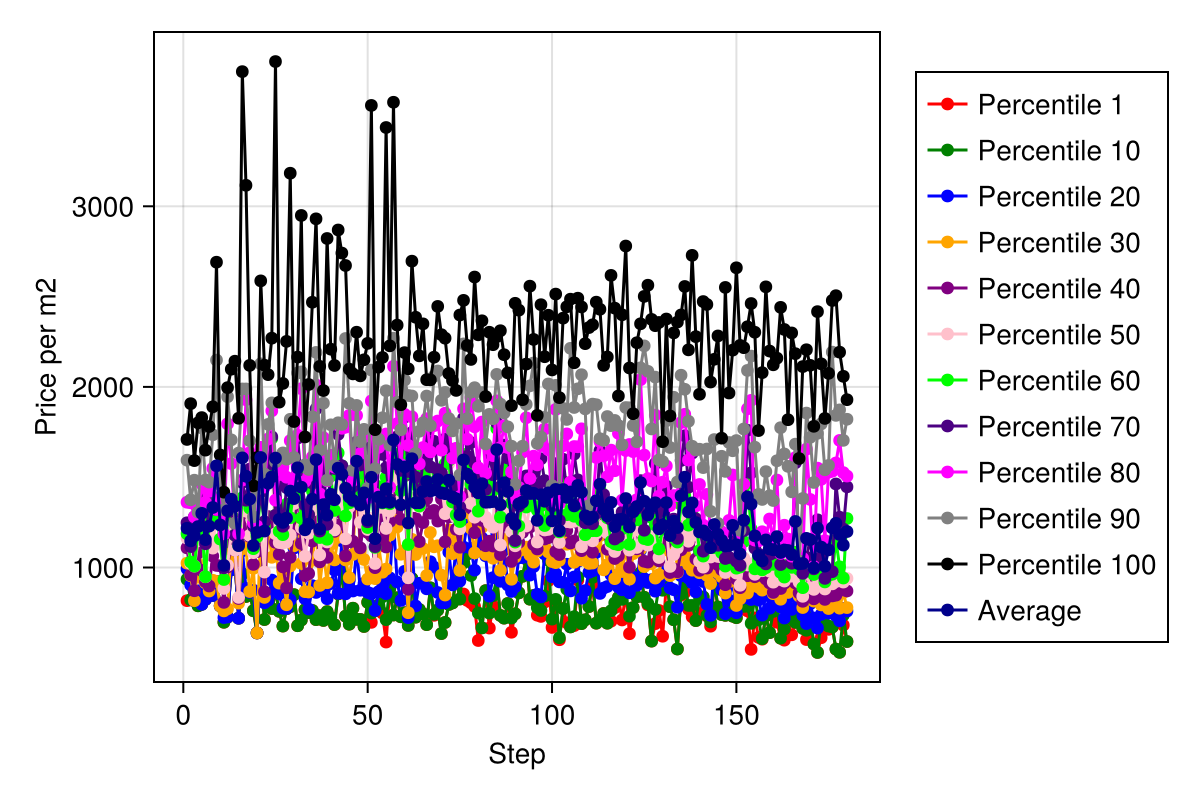 3000
2000
1000
Price per m2
0
50
100
150
Step
Percentile 1
Percentile 10
Percentile 20
Percentile 30
Percentile 40
Percentile 50
Percentile 60
Percentile 70
Percentile 80
Percentile 90
Percentile 100
Average